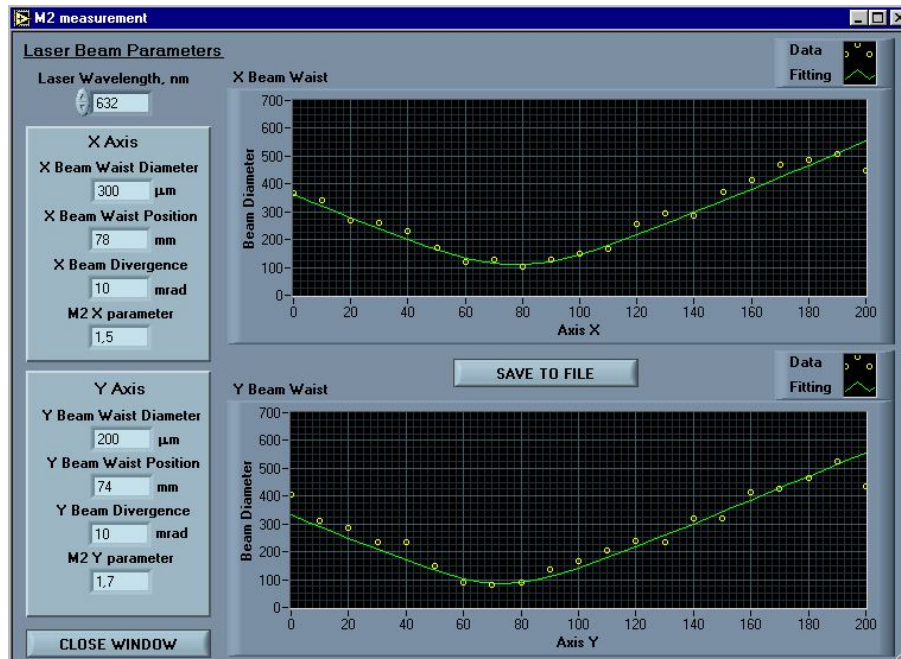 M2 measurement
Laser Beam Parameters
Laser Wavelength, nm
632
X Axis
X Beam Waist Diameter
300 µm
X Beam Waist Position
78 mm
X Beam Divergence
10 mrad
M2 X parameter
1,5
Y Axis
Y Beam Waist Diameter
200 µm
Y Beam Waist Position
74 mm
Y Beam Divergence
10 mrad
M2 Y parameter
1,7
CLOSE WINDOW
X Beam Waist
Data
Fitting
Beam Diameter
700
600
500
400
300
200
100
0
0 20 40 60 80 100 120 140 160 180 200
Axis X
SAVE TO FILE
Y Beam Waist
Data
Fitting
Beam Diameter
700
600
500
400
300
200
100
0
0 20 40 60 80 100 120 140 160 180 200
Axis Y